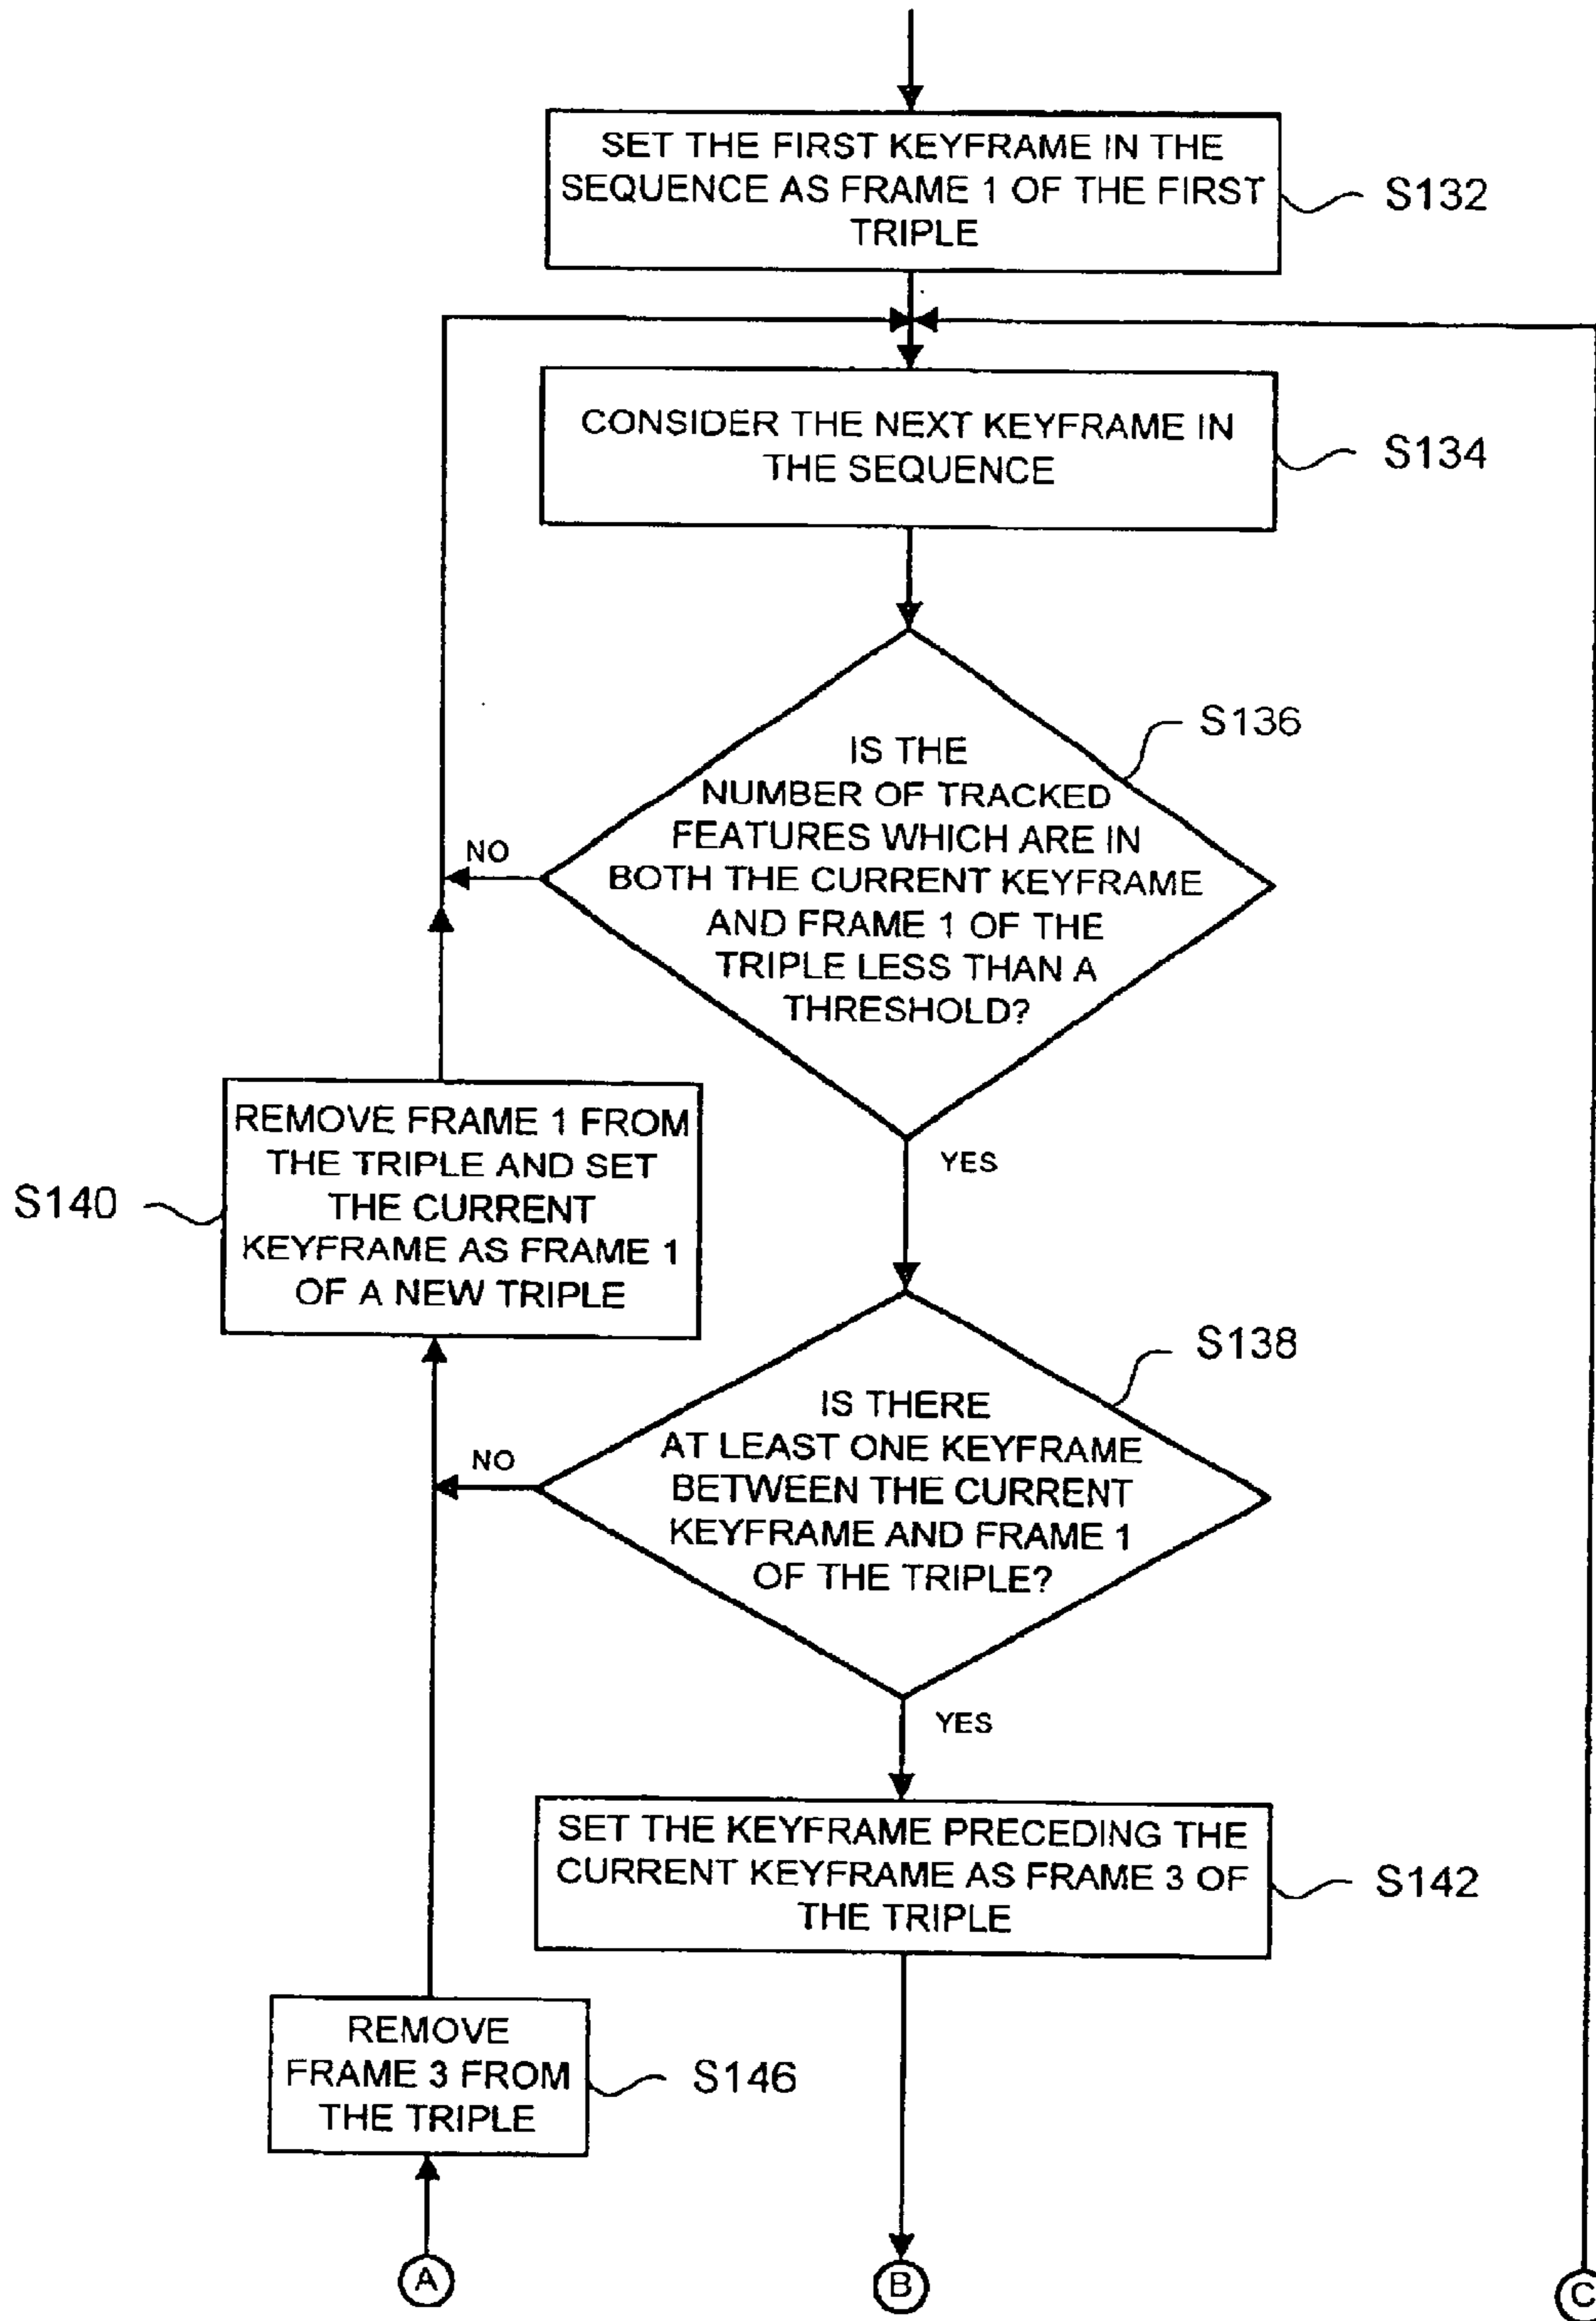 SET THE FIRST KEYFRAME IN THE
SEQUENCE AS FRAME 1 OF THE FIRST
TRIPLE
S132
CONSIDER THE NEXT KEYFRAME IN
THE SEQUENCE
S134
S136
IS THE
NUMBER OF TRACKED
FEATURES WHICH ARE IN
BOTH THE CURRENT KEYFRAME
AND FRAME 1 OF THE
TRIPLE LESS THAN A
THRESHOLD?
NO
YES
REMOVE FRAME 1 FROM
THE TRIPLE AND SET
THE CURRENT
KEYFRAME AS FRAME 1
OF A NEW TRIPLE
S140
S138
IS THERE
AT LEAST ONE KEYFRAME
BETWEEN THE CURRENT
KEYFRAME AND FRAME 1
OF THE TRIPLE?
NO
YES
SET THE KEYFRAME PRECEDING THE
CURRENT KEYFRAME AS FRAME 3 OF
THE TRIPLE
S142
REMOVE
FRAME 3 FROM
THE TRIPLE
S146
A
B
C